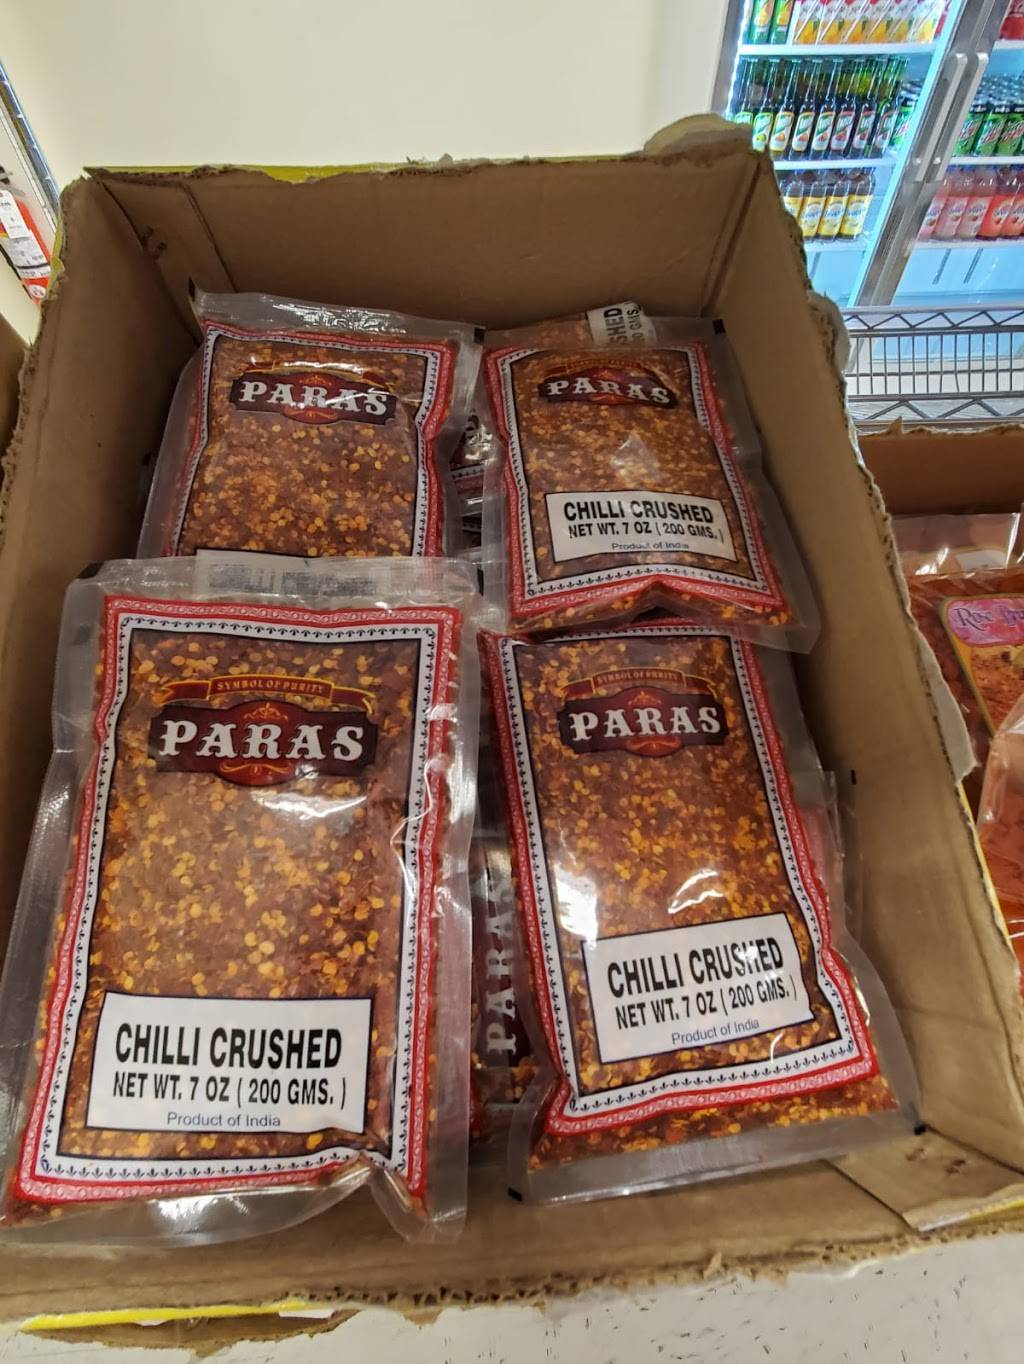 PARAS
PARAS
CHILLI CRUSHED
NET WT. 7 OZ ( 200 GMS. )
Product of India
SHED
SYMBOL OF PURITY
PARAS
CHILLI CRUSHED
NET WT. 7 OZ ( 200 GMS. )
Product of India
SYMBOL OF PURITY
PARAS
CHILLI CRUSHED
NET WT. 7 OZ ( 200 GMS. )
Product of India
PARAS